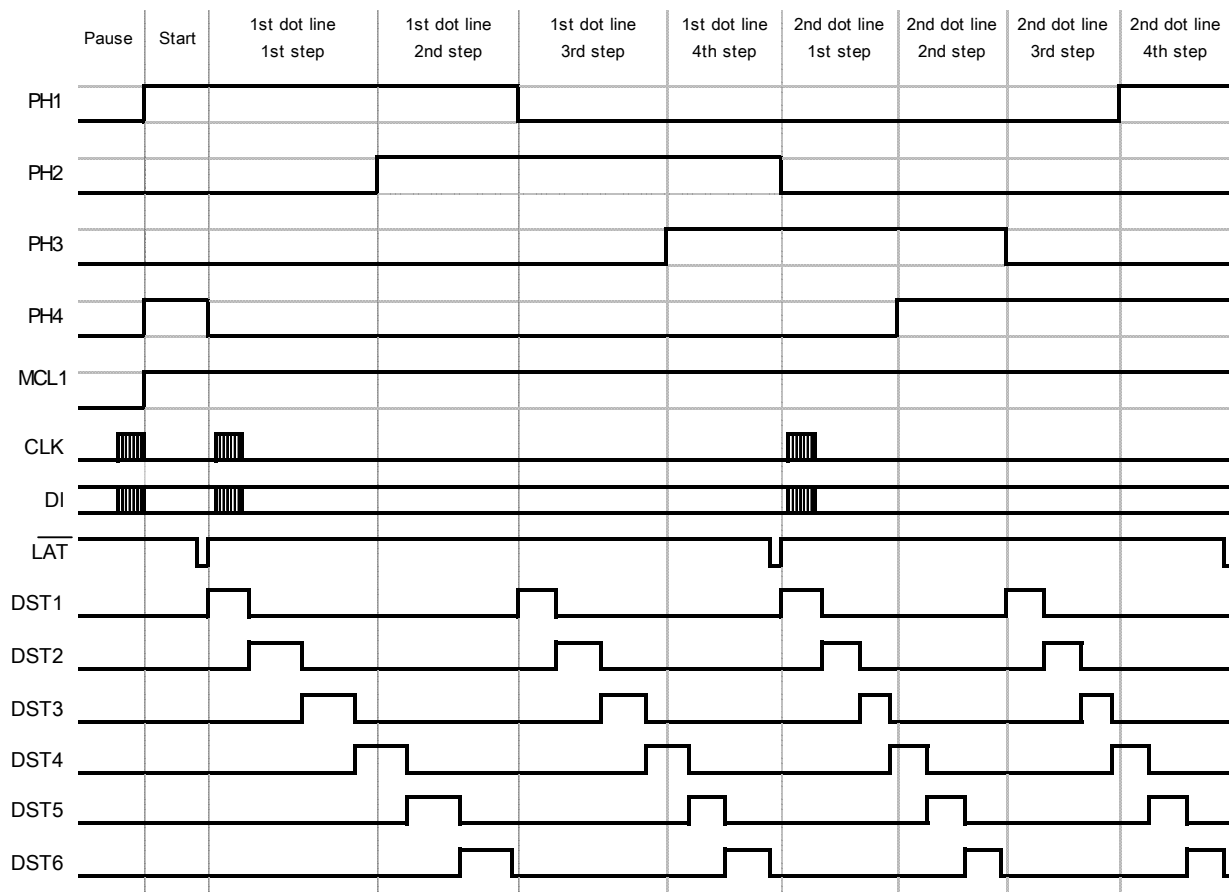 Pause
Start
1st dot line
1st step
1st dot line
2nd step
1st dot line
3rd step
1st dot line
4th step
2nd dot line
1st step
2nd dot line
2nd step
2nd dot line
3rd step
2nd dot line
4th step
PH1
PH2
PH3
PH4
MCL1
CLK
DI
LAT
DST1
DST2
DST3
DST4
DST5
DST6